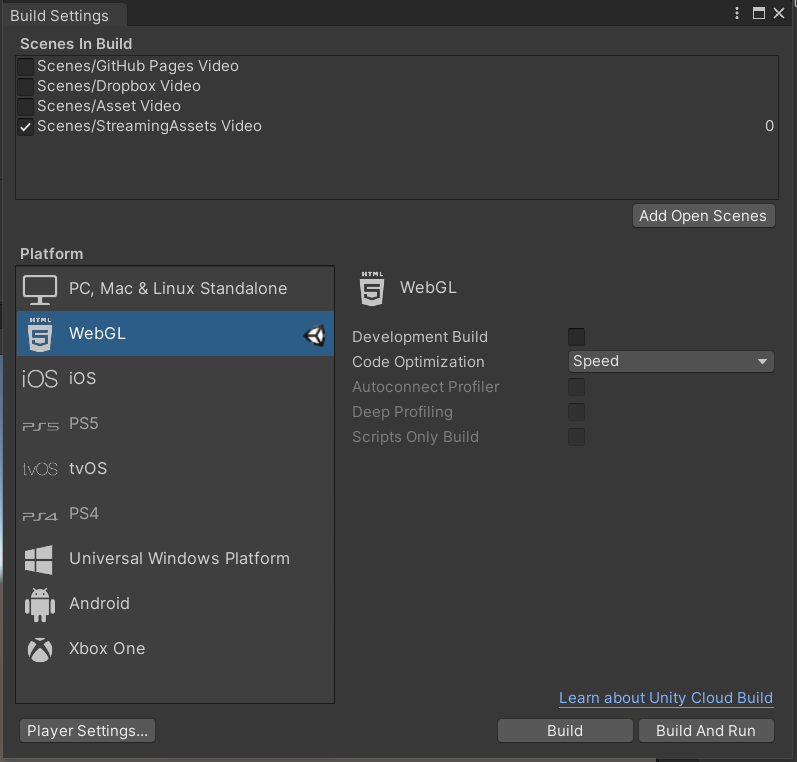 Build Settings
Scenes In Build
Scenes/GitHub Pages Video
Scenes/Dropbox Video
Scenes/Asset Video
Scenes/StreamingAssets Video 0
Add Open Scenes
Platform
PC, Mac & Linux Standalone
HTML 5 WebGL
iOS iOS
PS5 PS5
tvOS tvOS
PS4 PS4
Universal Windows Platform
Android
Xbox One
HTML 5 WebGL
Development Build
Code Optimization Speed
Autoconnect Profiler
Deep Profiling
Scripts Only Build
Learn about Unity Cloud Build
Player Settings... Build Build And Run